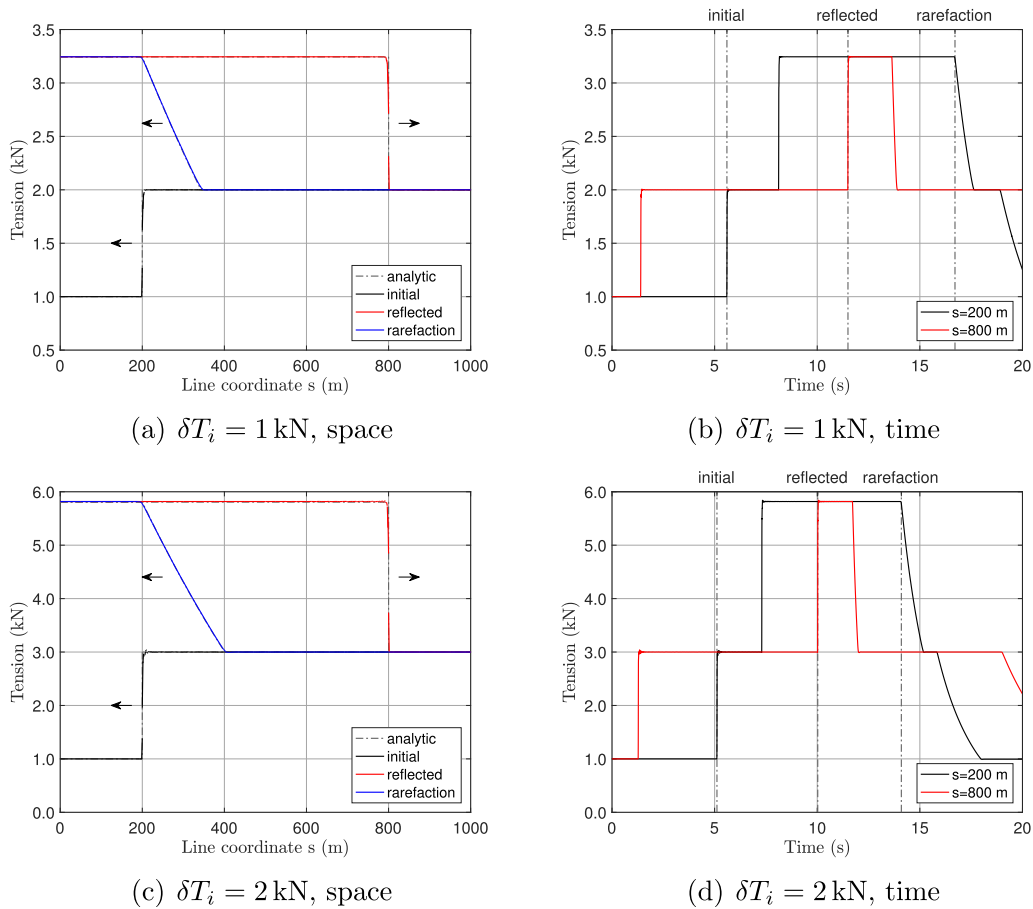 initial reflected rarefaction
3.5
3.0
2.5
2.0
1.5
1.0
0.5
Tension (kN)
0 200 400 600 800 1000
Line coordinate s (m)
analytic
initial
reflected
rarefaction
(a) δT_i = 1 kN, space
3.5
3.0
2.5
2.0
1.5
1.0
0.5
Tension (kN)
0 5 10 15 20
Time (s)
s=200 m
s=800 m
(b) δT_i = 1 kN, time
6.0
5.0
4.0
3.0
2.0
1.0
0.0
Tension (kN)
0 200 400 600 800 1000
Line coordinate s (m)
analytic
initial
reflected
rarefaction
(c) δT_i = 2 kN, space
initial reflected rarefaction
6.0
5.0
4.0
3.0
2.0
1.0
0.0
Tension (kN)
0 5 10 15 20
Time (s)
s=200 m
s=800 m
(d) δT_i = 2 kN, time